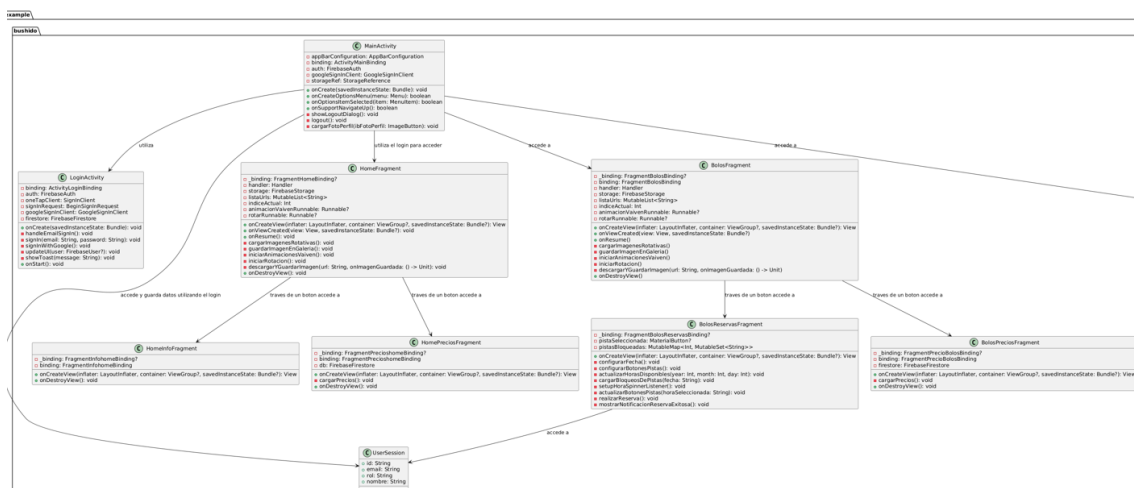 example
bushido
C MainActivity
appBarConfiguration: AppBarConfiguration
binding: ActivityMainBinding
auth: FirebaseAuth
googleSignInClient: GoogleSignInClient
storageRef: StorageReference
onCreate(savedInstanceState: Bundle): void
onCreateOptionsMenu(menu: Menu): boolean
onOptionsItemSelected(item: MenuItem): boolean
onSupportNavigateUp(): boolean
showLogoutDialog(): void
logout(): void
cargarFotoPerfil(ibFotoPerfil: ImageButton): void
utiliza
utiliza el login para acceder
accede a
accede a
C LoginActivity
binding: ActivityLoginBinding
auth: FirebaseAuth
oneTapClient: SignInClient
signInRequest: BeginSignInRequest
googleSignInClient: GoogleSignInClient
firestore: FirebaseFirestore
onCreate(savedInstanceState: Bundle): void
handleEmailSignIn(): void
signIn(email: String, password: String): void
signInWithGoogle(): void
updateUI(user: FirebaseUser?): void
showToast(message: String): void
onStart(): void
C HomeFragment
_binding: FragmentHomeBinding?
handler: Handler
storage: FirebaseStorage
listaUrls: MutableList<String>
indiceActual: Int
animacionVaivenRunnable: Runnable?
rotarRunnable: Runnable?
onCreateView(inflater: LayoutInflater, container: ViewGroup?, savedInstanceState: Bundle?): View
onViewCreated(view: View, savedInstanceState: Bundle?): void
onResume(): void
cargarImagenesRotativas(): void
guardarImagenEnGaleria(): void
iniciarAnimacionesVaiven(): void
iniciarRotacion(): void
descargarYGuardarImagen(url: String, onImagenGuardada: () -> Unit): void
onDestroyView(): void
C BolosFragment
_binding: FragmentBolosBinding?
binding: FragmentBolosBinding
handler: Handler
storage: FirebaseStorage
listaUrls: MutableList<String>
indiceActual: Int
animacionVaivenRunnable: Runnable?
rotarRunnable: Runnable?
onCreateView(inflater: LayoutInflater, container: ViewGroup?, savedInstanceState: Bundle?): View
onViewCreated(view: View, savedInstanceState: Bundle?)
onResume()
cargarImagenesRotativas()
guardarImagenEnGaleria()
iniciarAnimacionesVaiven()
iniciarRotacion()
descargarYGuardarImagen(url: String, onImagenGuardada: () -> Unit)
onDestroyView()
accede y guarda datos utilizando el login
traves de un boton accede a
traves de un boton accede a
traves de un boton accede a
traves de un boton accede a
C HomeInfoFragment
_binding: FragmentInfohomeBinding?
binding: FragmentInfohomeBinding
onCreateView(inflater: LayoutInflater, container: ViewGroup?, savedInstanceState: Bundle?): View
onDestroyView(): void
C HomePreciosFragment
_binding: FragmentPrecioshomeBinding?
binding: FragmentPrecioshomeBinding
db: FirebaseFirestore
onCreateView(inflater: LayoutInflater, container: ViewGroup?, savedInstanceState: Bundle?): View
cargarPrecios(): void
onDestroyView(): void
C BolosReservasFragment
_binding: FragmentBolosReservasBinding?
pistaSeleccionada: MaterialButton?
pistasBloqueadas: MutableMap<Int, MutableSet<String>>
onCreateView(inflater: LayoutInflater, container: ViewGroup?, savedInstanceState: Bundle?): View
configurarFecha(): void
configurarBotonesPistas(): void
actualizarHorasDisponibles(year: Int, month: Int, day: Int): void
cargarBloqueosDePistas(fecha: String): void
setupHoraSpinnerListener(): void
actualizarBotonesPistas(horaSeleccionada: String): void
realizarReserva(): void
mostrarNotificacionReservaExitosa(): void
C BolosPreciosFragment
_binding: FragmentPrecioBolosBinding?
binding: FragmentPrecioBolosBinding
firestore: FirebaseFirestore
onCreateView(inflater: LayoutInflater, container: ViewGroup?, savedInstanceState: Bundle?): View
cargarPrecios(): void
onDestroyView(): void
accede a
C UserSession
id: String
email: String
rol: String
nombre: String